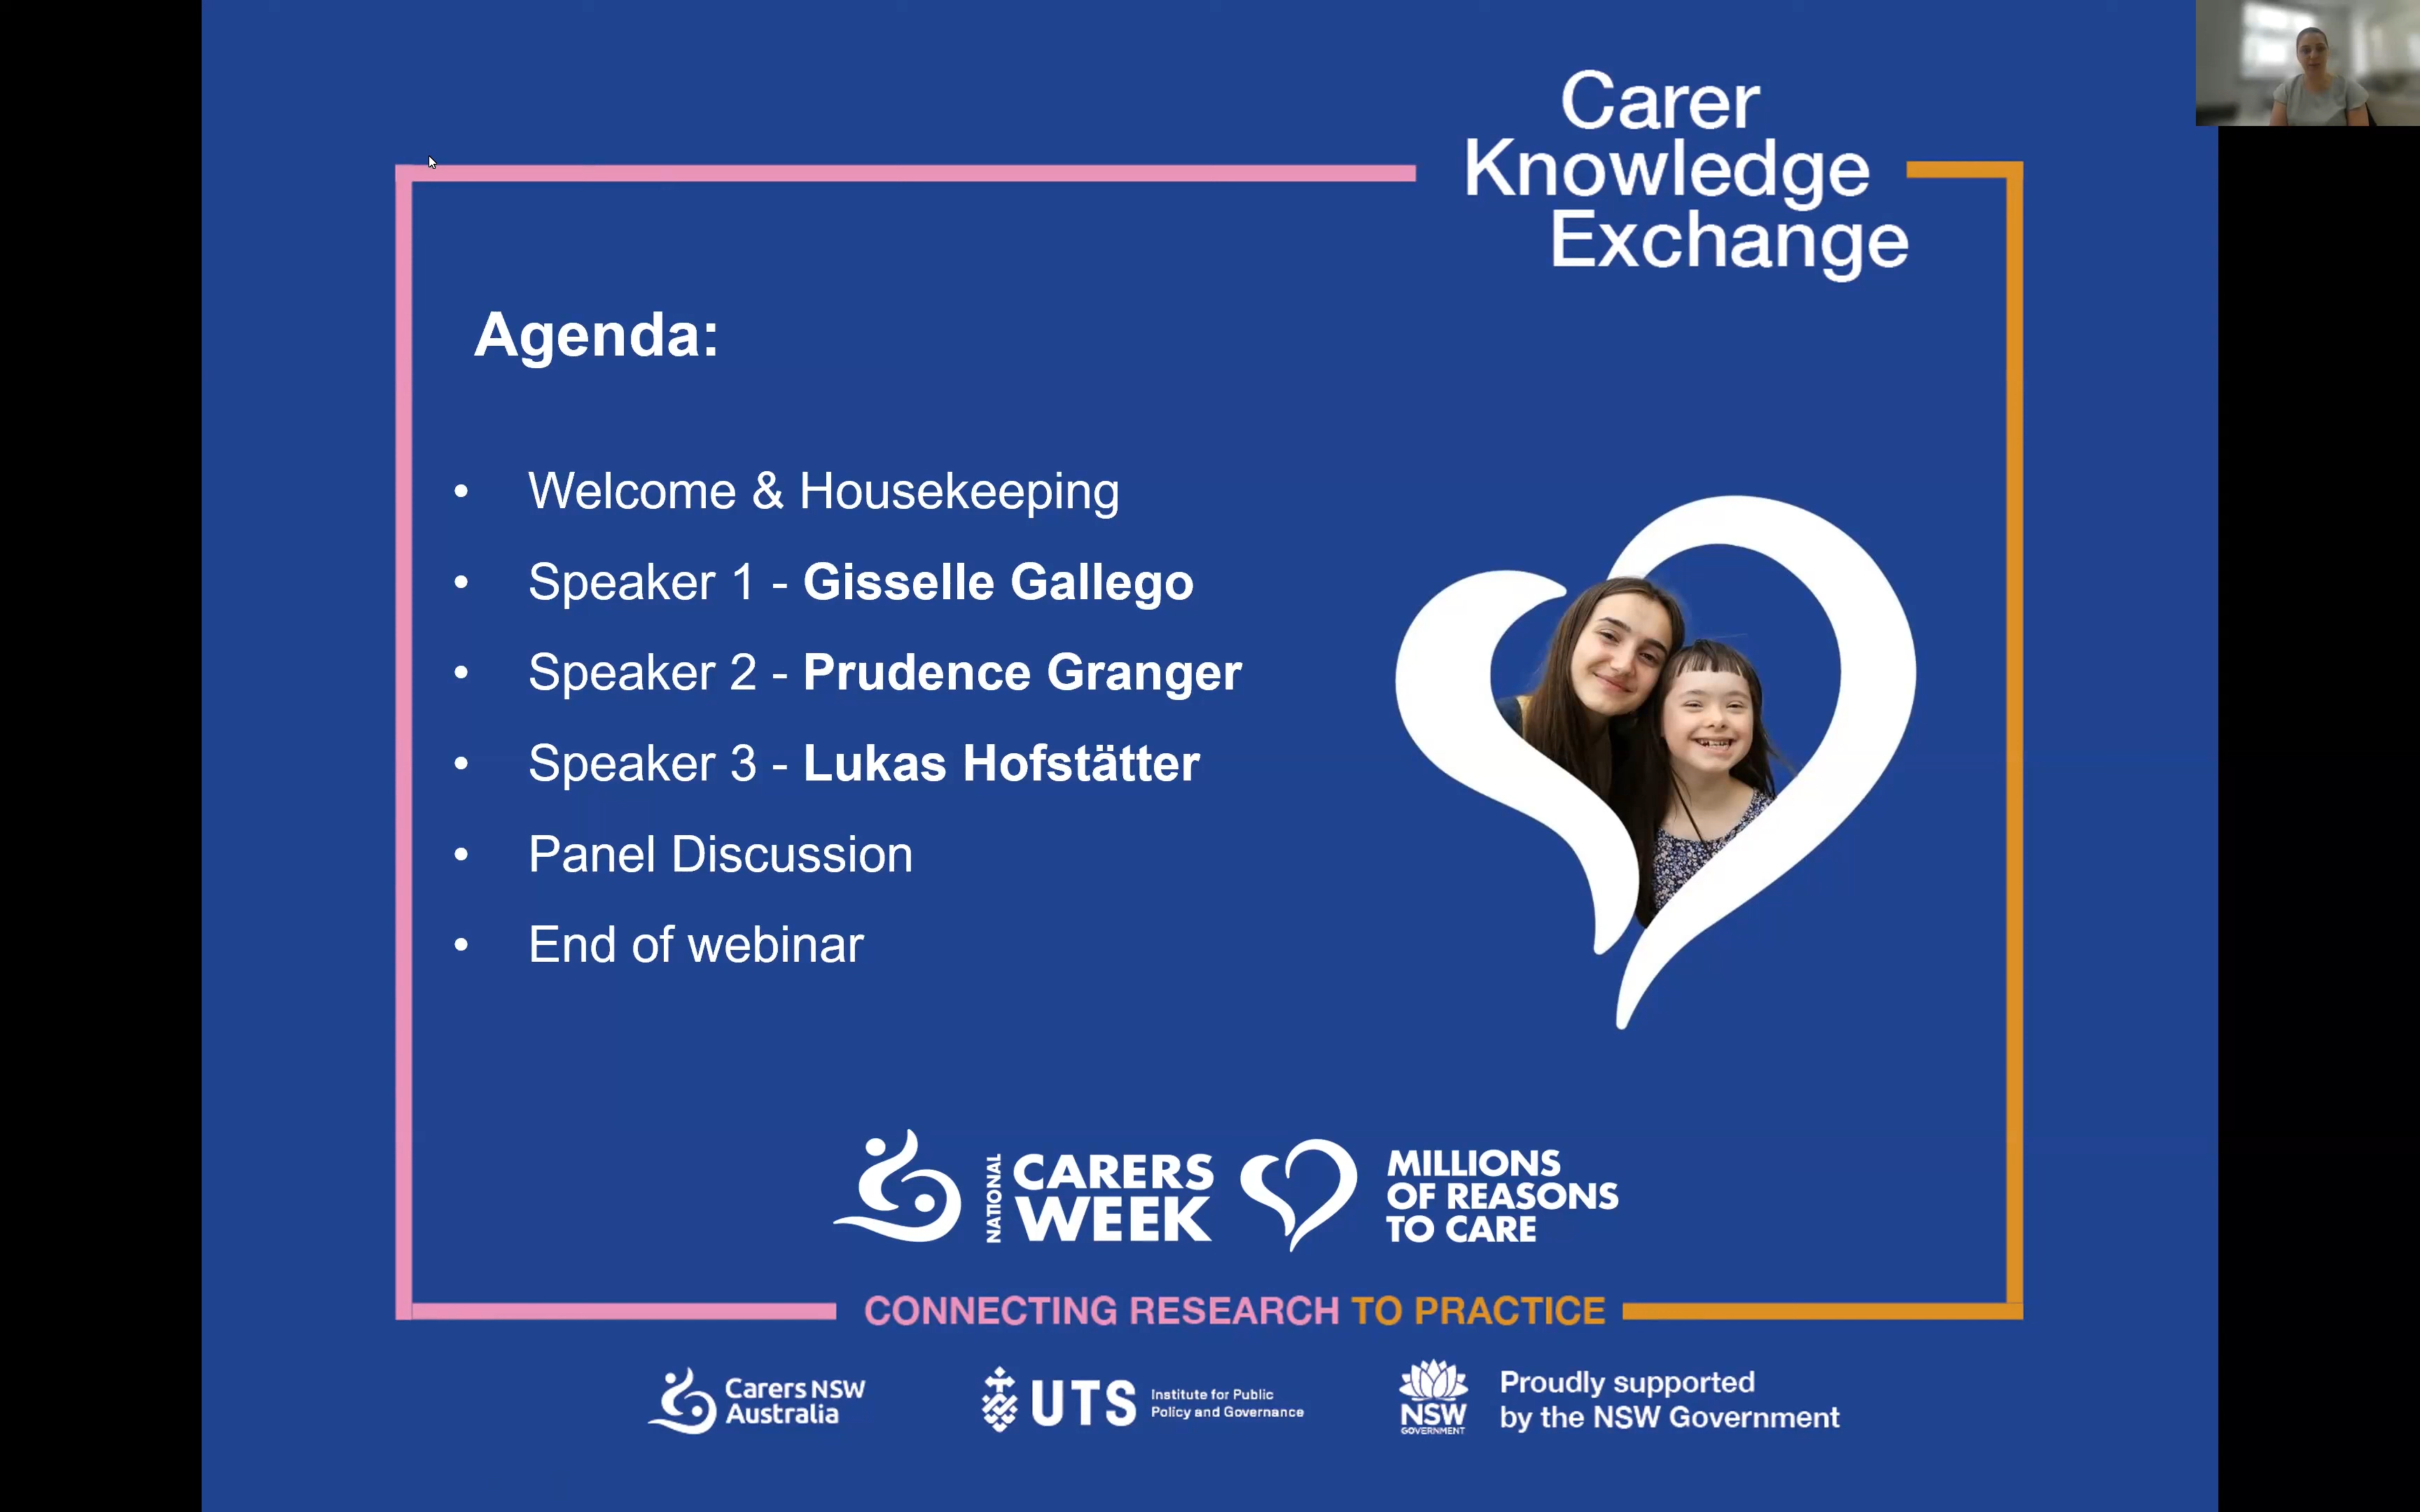 Carer
Knowledge
Exchange
Agenda:
• Welcome & Housekeeping
• Speaker 1 - Gisselle Gallego
• Speaker 2 - Prudence Granger
• Speaker 3 - Lukas Hofstätter
• Panel Discussion
• End of webinar
NATIONAL
CARERS
WEEK
MILLIONS
OF REASONS
TO CARE
CONNECTING RESEARCH TO PRACTICE
Carers NSW
Australia
UTS
Institute for Public
Policy and Governance
NSW
GOVERNMENT
Proudly supported
by the NSW Government